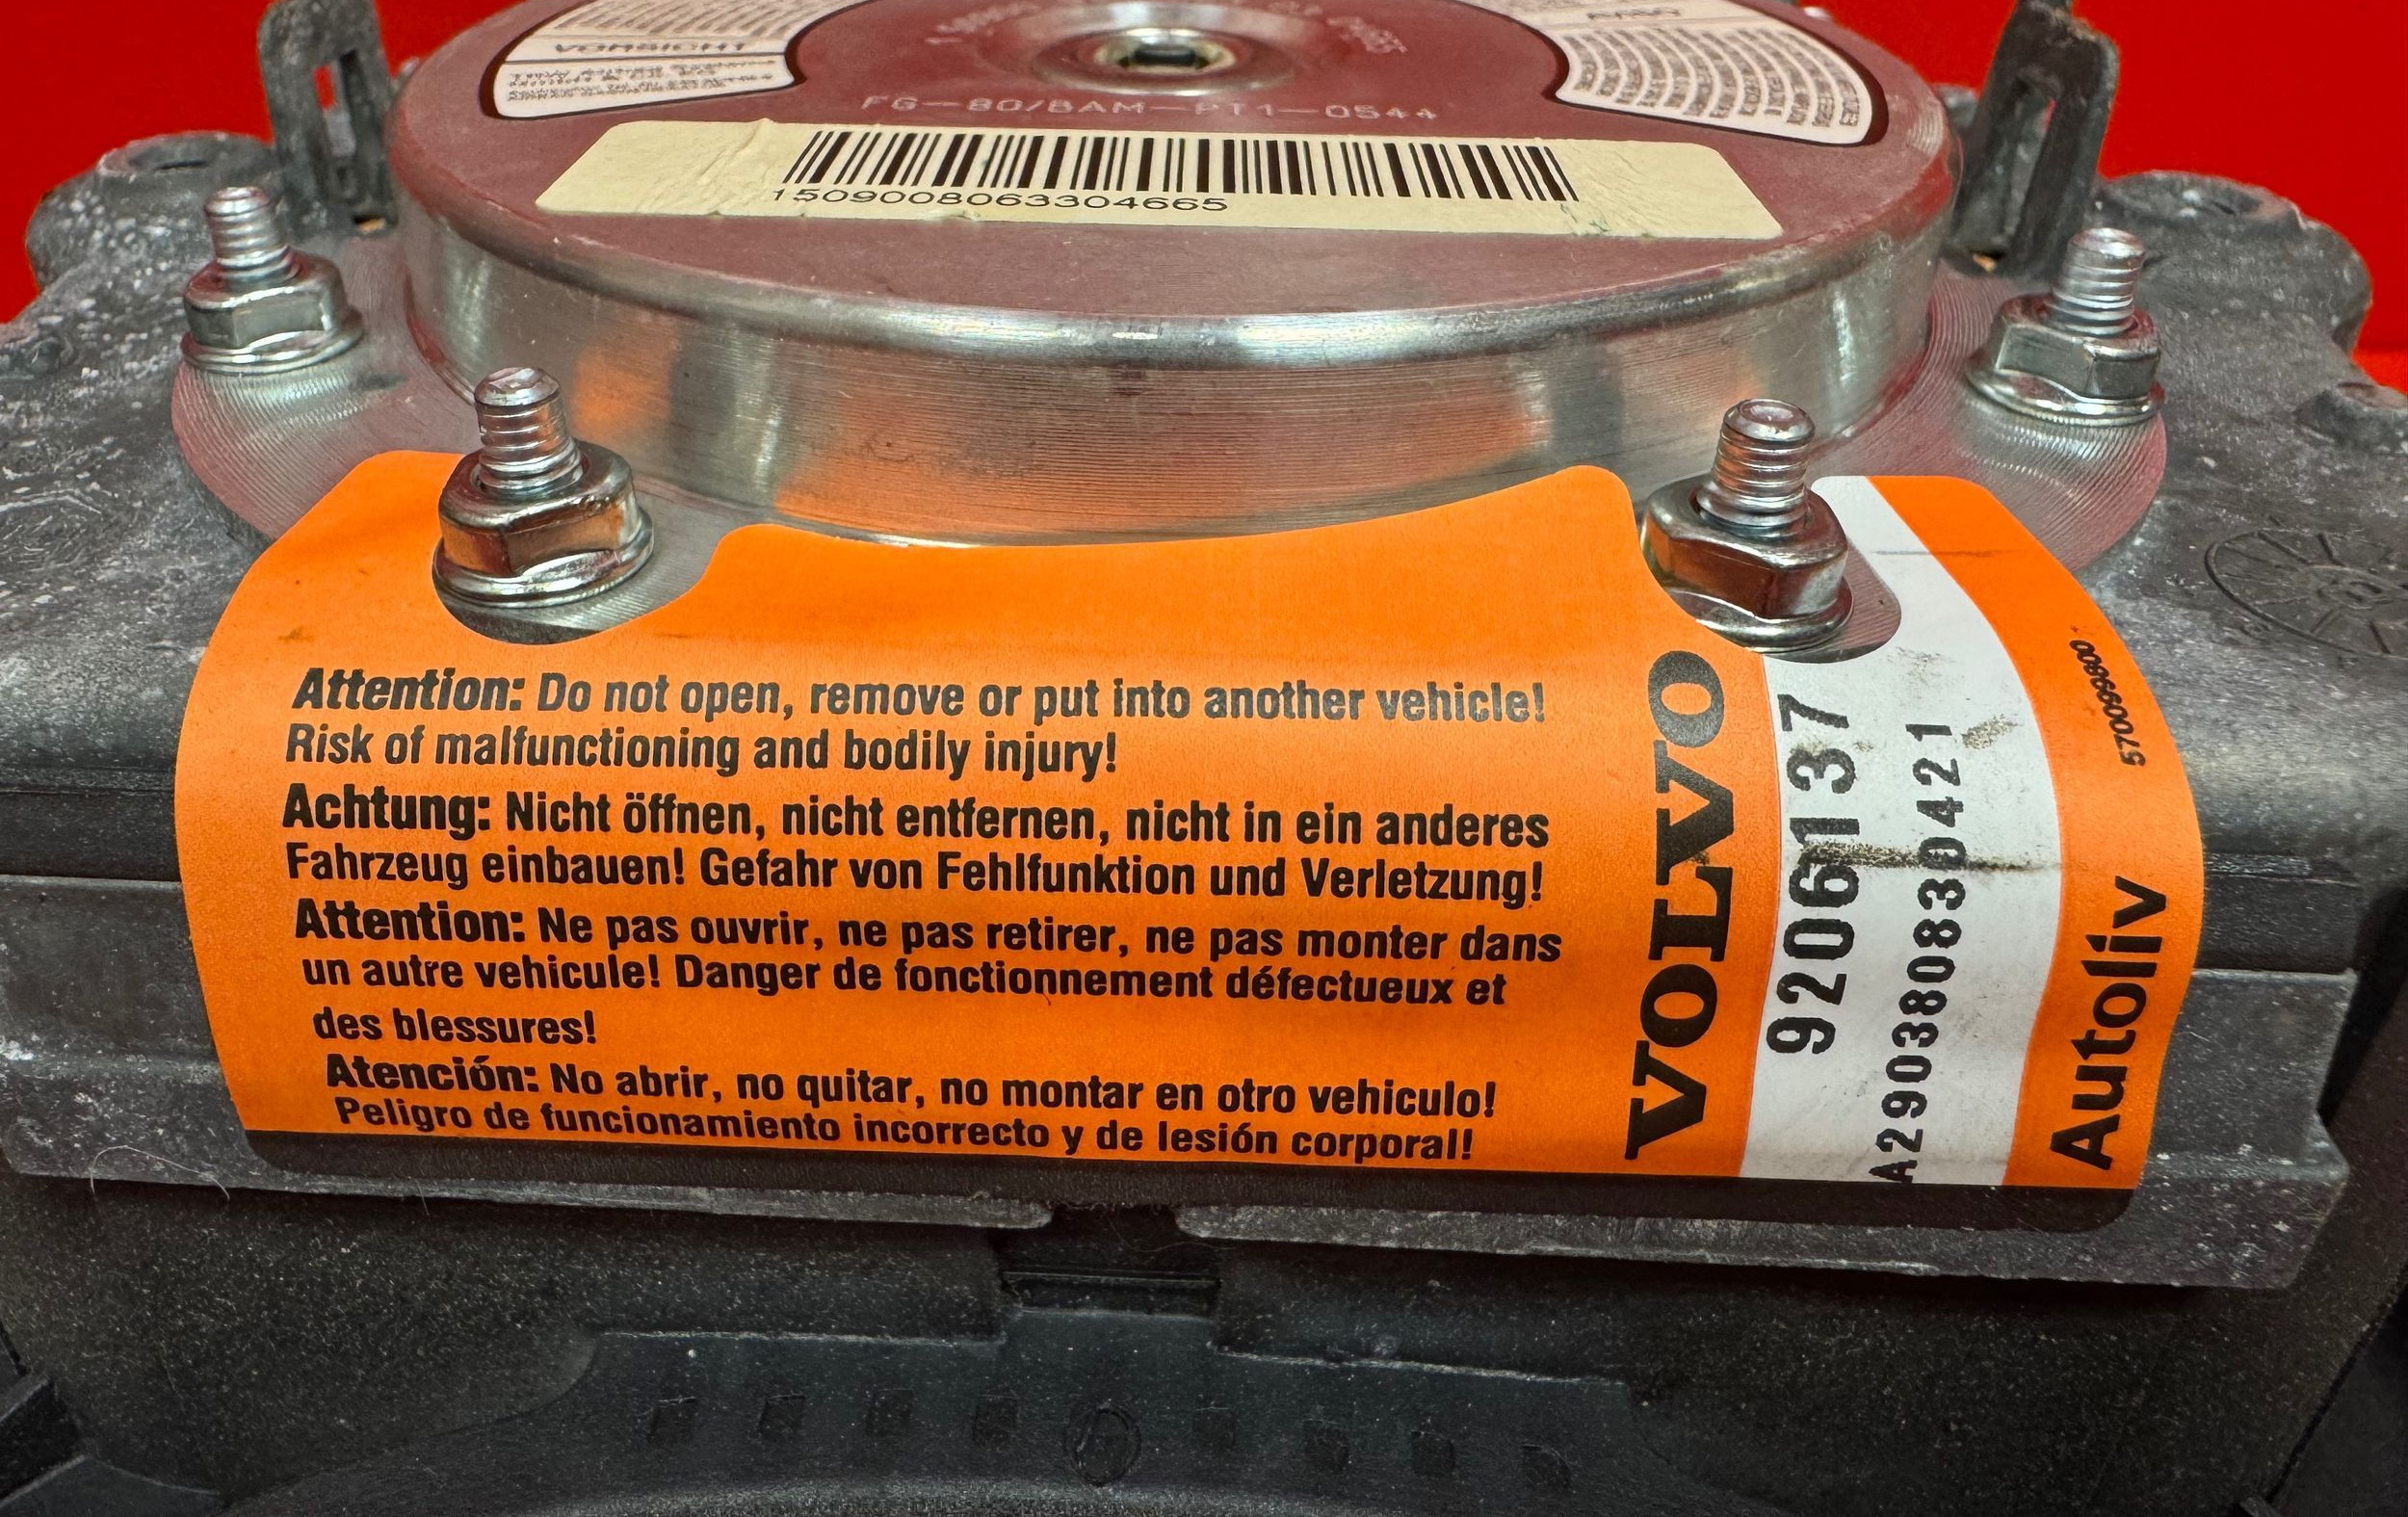 VORSICHT
FG-80/8AM-PT1-0544
1509008063304665
Attention: Do not open, remove or put into another vehicle!
Risk of malfunctioning and bodily injury!
Achtung: Nicht öffnen, nicht entfernen, nicht in ein anderes
Fahrzeug einbauen! Gefahr von Fehlfunktion und Verletzung!
Attention: Ne pas ouvrir, ne pas retirer, ne pas monter dans
un autre vehicule! Danger de fonctionnement défectueux et
des blessures!
Atención: No abrir, no quitar, no montar en otro vehiculo!
Peligro de funcionamiento incorrecto y de lesión corporal!
VOLVO
9206137
A290380830421
Autoliv